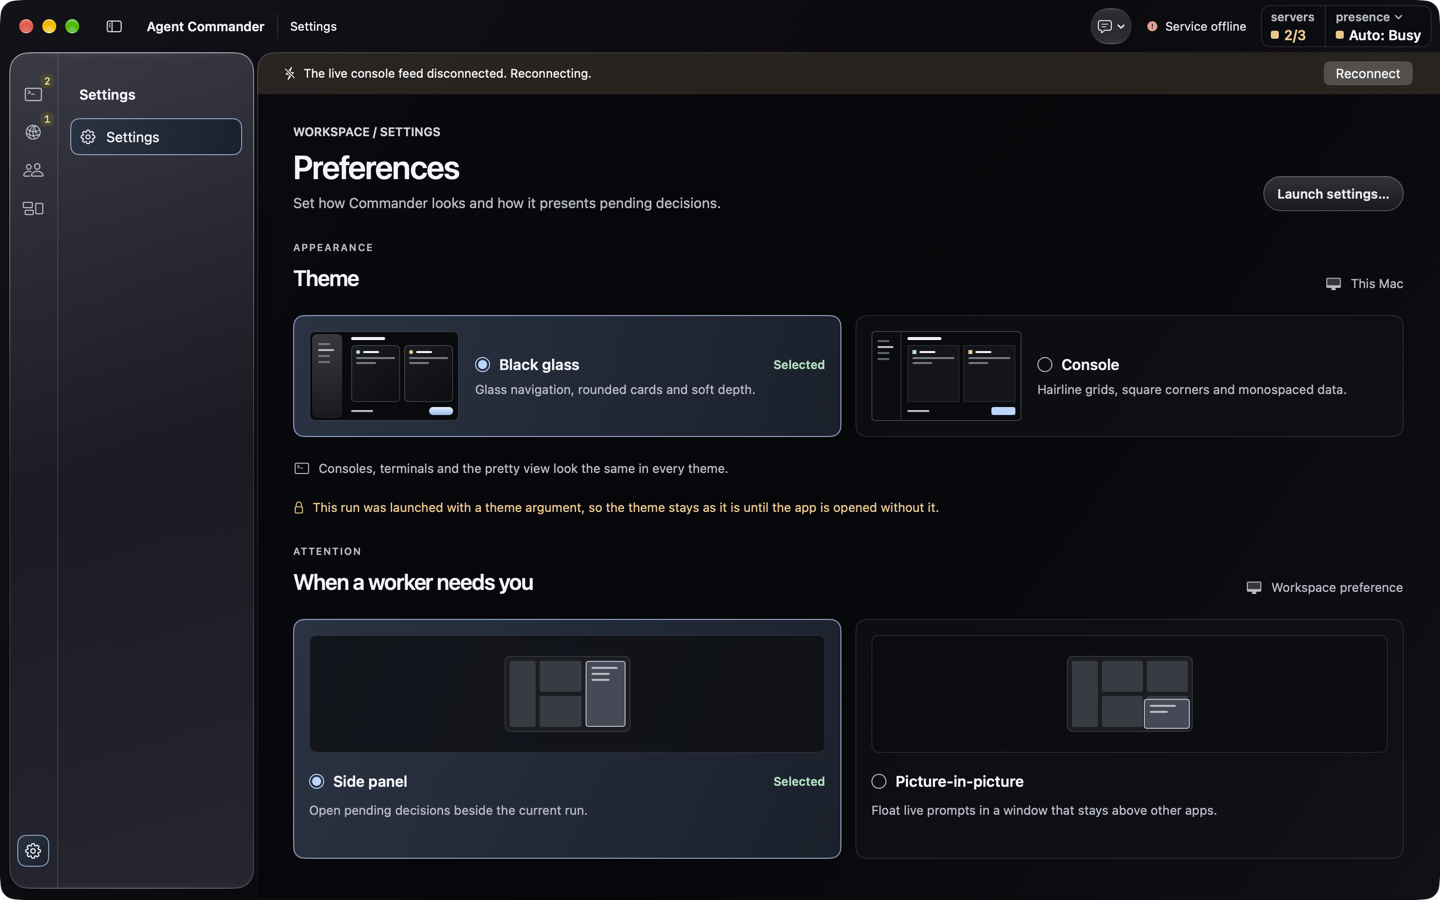 Agent Commander
Settings
Service offline
servers
2/3
presence
Auto: Busy
2
1
Settings
Settings
The live console feed disconnected. Reconnecting.
Reconnect
WORKSPACE / SETTINGS
Preferences
Set how Commander looks and how it presents pending decisions.
Launch settings...
APPEARANCE
Theme
This Mac
Black glass
Selected
Glass navigation, rounded cards and soft depth.
Console
Hairline grids, square corners and monospaced data.
Consoles, terminals and the pretty view look the same in every theme.
This run was launched with a theme argument, so the theme stays as it is until the app is opened without it.
ATTENTION
When a worker needs you
Workspace preference
Side panel
Selected
Open pending decisions beside the current run.
Picture-in-picture
Float live prompts in a window that stays above other apps.